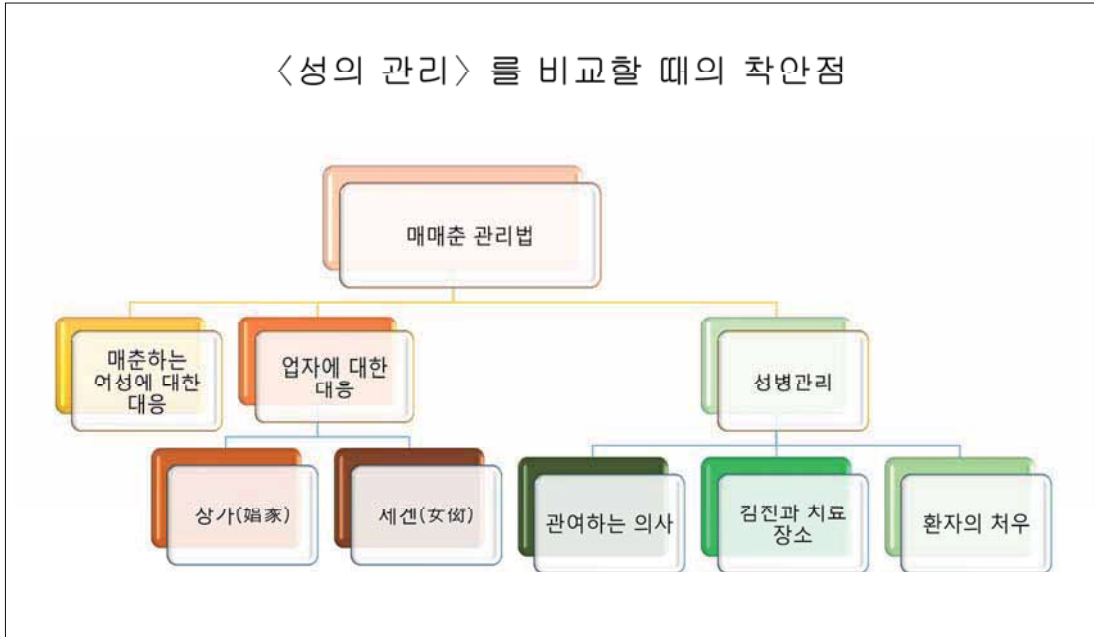 〈성의 관리〉를 비교할 때의 착안점
매매춘 관리법
매춘하는
여성에 대한
대응
업자에 대한
대응
성병관리
상가(娼家)
세겐(女衒)
관여하는 의사
검진과 치료
장소
환자의 처우